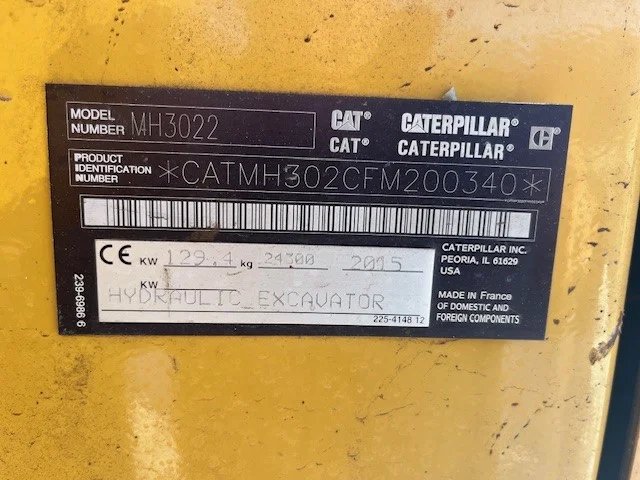 MODEL NUMBER MH3022
CAT® CATERPILLAR® C
CAT® CATERPILLAR®
PRODUCT IDENTIFICATION NUMBER *CATMH302CFM200340*
CE KW 129.4 kg 24300 2015
KW
HYDRAULIC EXCAVATOR
225-4148 12
CATERPILLAR INC.
PEORIA, IL 61629
USA
MADE IN France
OF DOMESTIC AND
FOREIGN COMPONENTS
239-6986 6